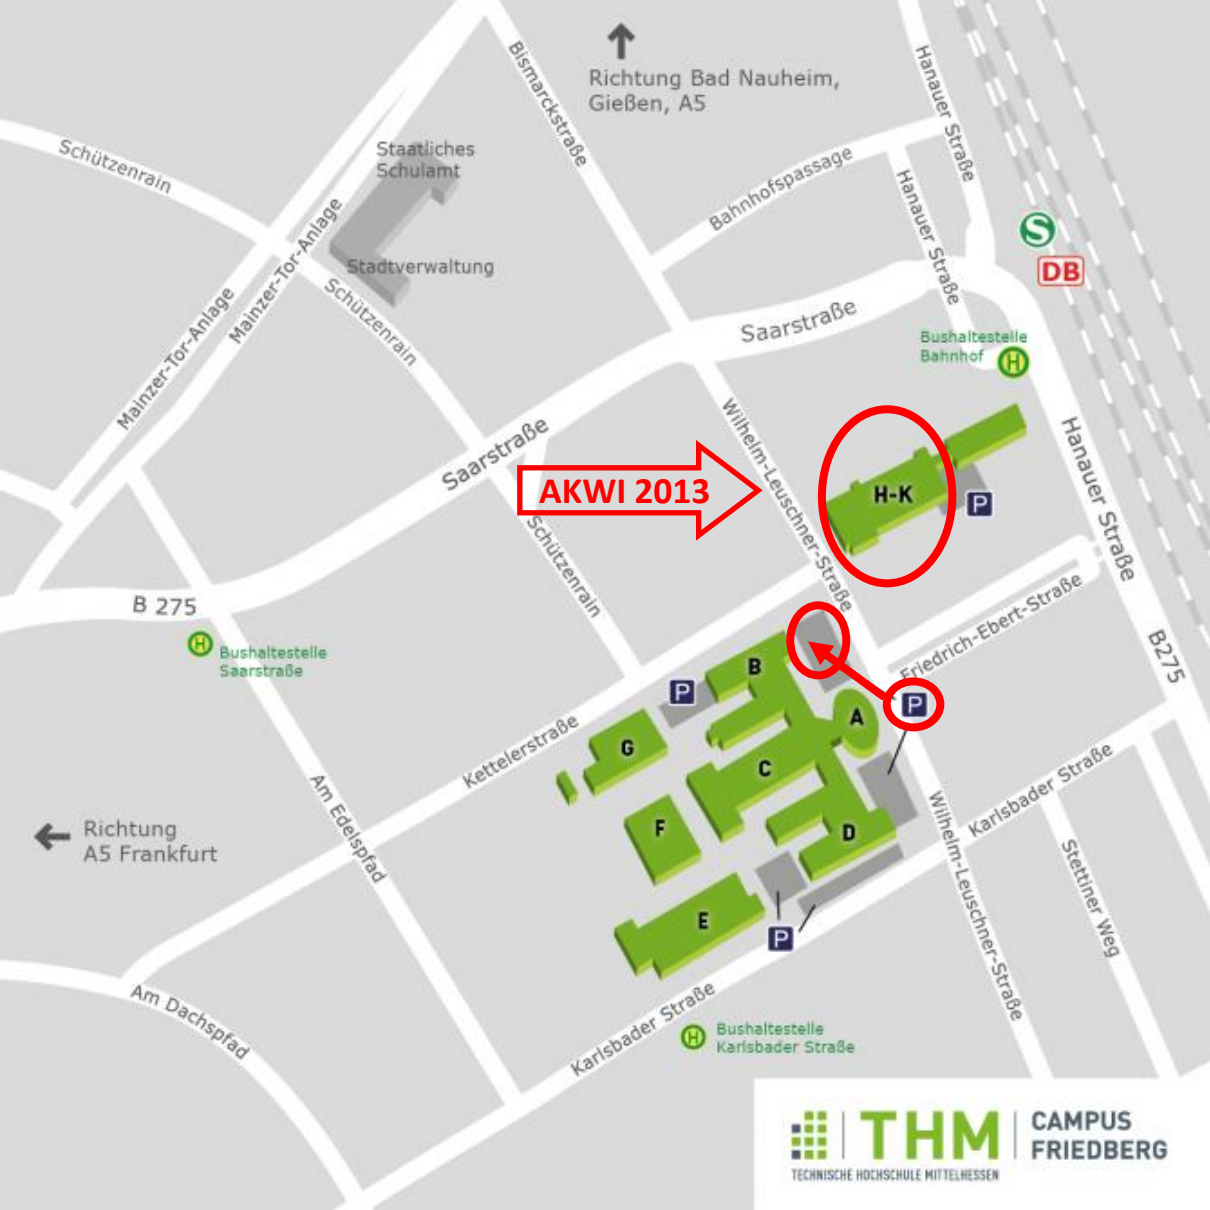 Richtung Bad Nauheim,
Gießen, A5
Bismarckstraße
Hanauer Straße
Schützenrain
Staatliches
Schulamt
Bahnhofspassage
Hanauer Straße
Mainzer-Tor-Anlage
Mainzer-Tor-Anlage
Stadtverwaltung
Schützenrain
S
DB
Saarstraße
Bushaltestelle
Bahnhof
H
Saarstraße
Wilhelm-Leuschner-Straße
Hanauer Straße
AKWI 2013
H-K
P
Schützenrain
B 275
H
Bushaltestelle
Saarstraße
Friedrich-Ebert-Straße
B275
B
P
A
P
G
C
Kettelerstraße
F
D
E
P
Richtung
A5 Frankfurt
Am Edelspfad
Wilhelm-Leuschner-Straße
Karlsbader Straße
Stettiner Weg
Am Dachspfad
Karlsbader Straße
H
Bushaltestelle
Karlsbader Straße
THM
CAMPUS
FRIEDBERG
TECHNISCHE HOCHSCHULE MITTELHESSEN